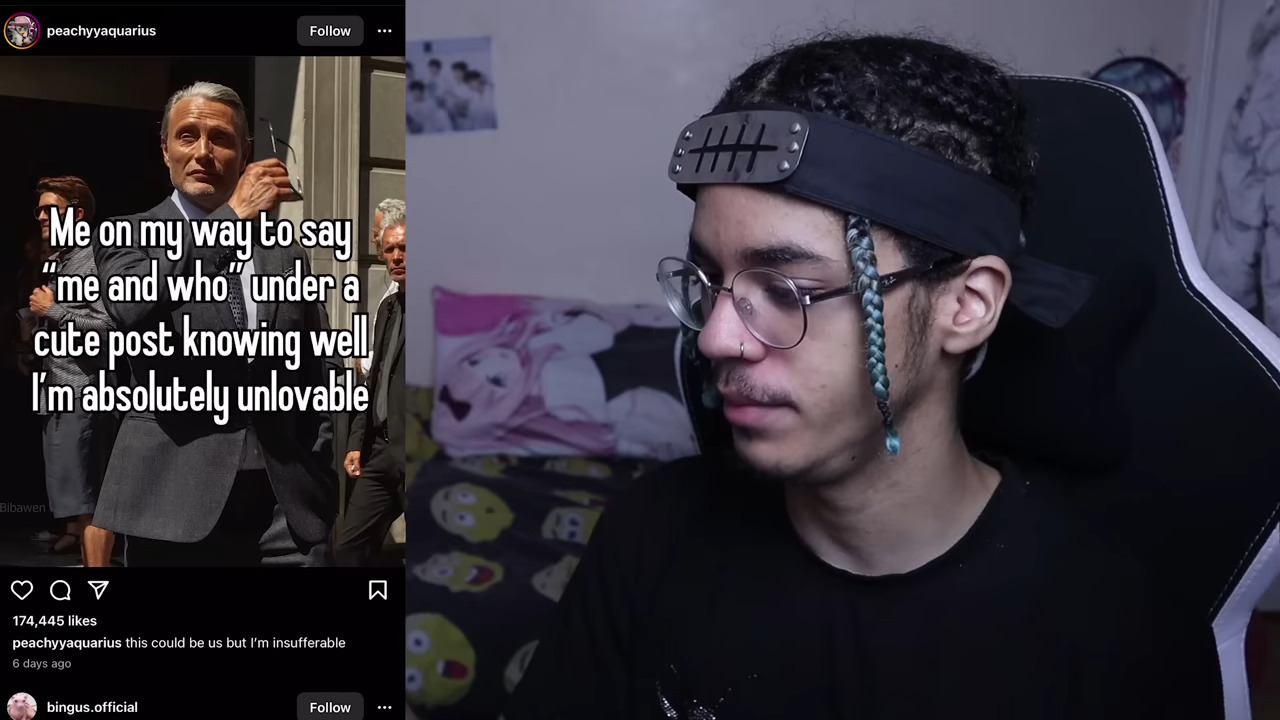 peachyyaquarius
Follow
Me on my way to say
“me and who” under a
cute post knowing well
I’m absolutely unlovable
Bibawen
174,445 likes
peachyyaquarius this could be us but I’m insufferable
6 days ago
bingus.official
Follow